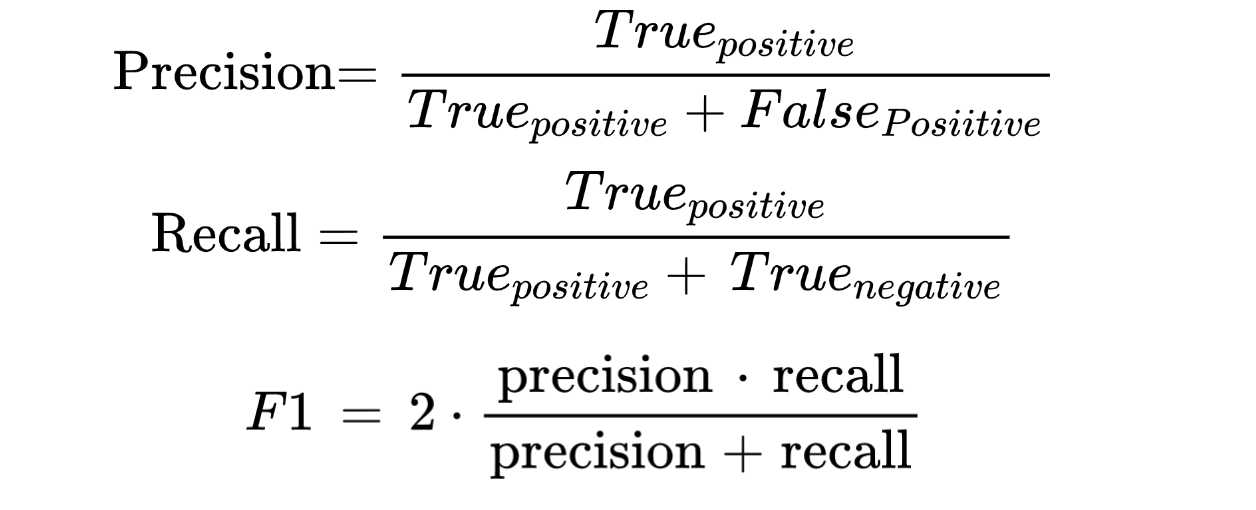 Precision= True_positive / True_positive + False_Posiitive
Recall = True_positive / True_positive + True_negative
F1 = 2 · precision · recall / precision + recall